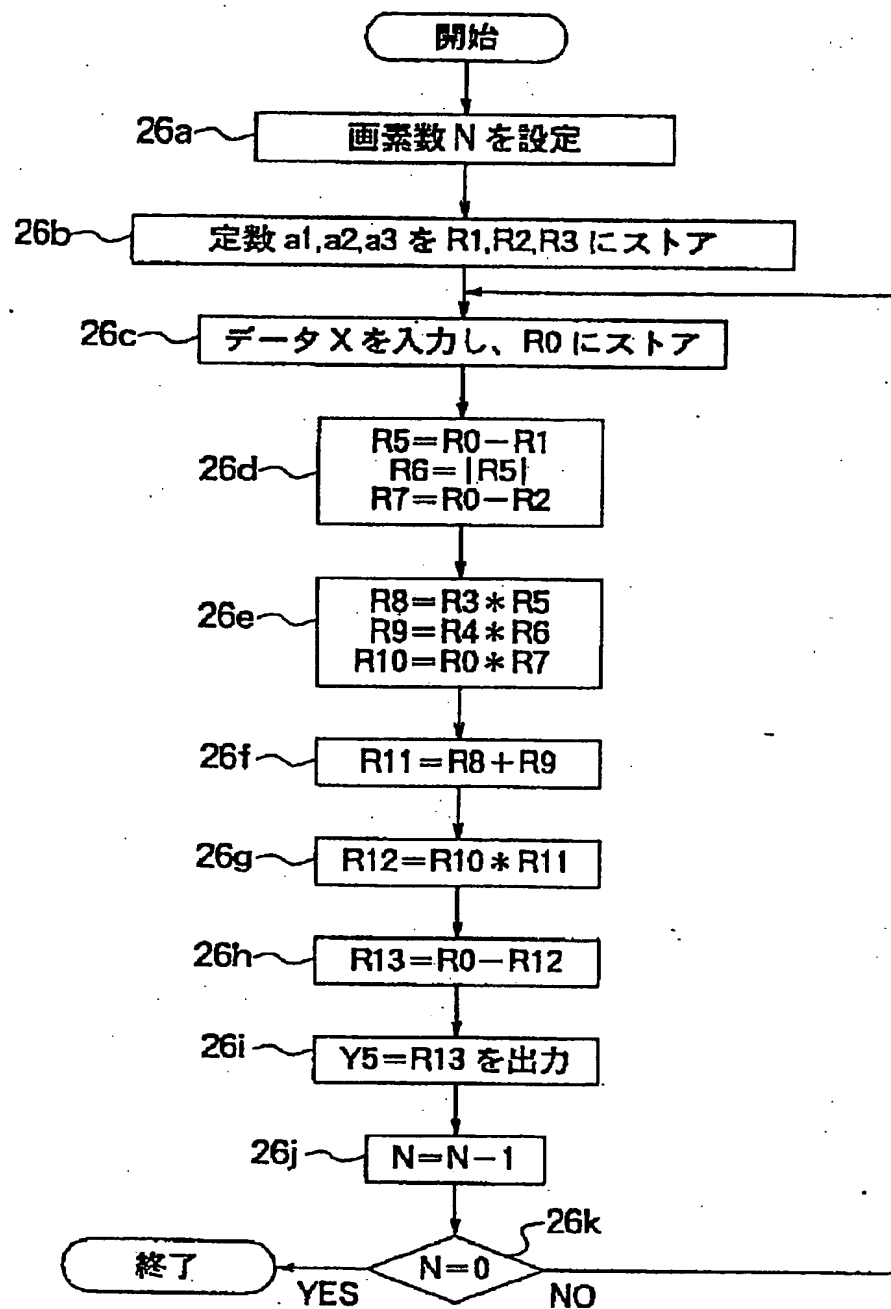 開始
26a
画素数 N を設定
26b
定数 a1,a2,a3 を R1,R2,R3 にストア
26c
データ X を入力し、R0 にストア
26d
R5=R0-R1
R6=|R5|
R7=R0-R2
26e
R8=R3*R5
R9=R4*R6
R10=R0*R7
26f
R11=R8+R9
26g
R12=R10*R11
26h
R13=R0-R12
26i
Y5=R13 を出力
26j
N=N-1
26k
終了
N=0
YES
NO